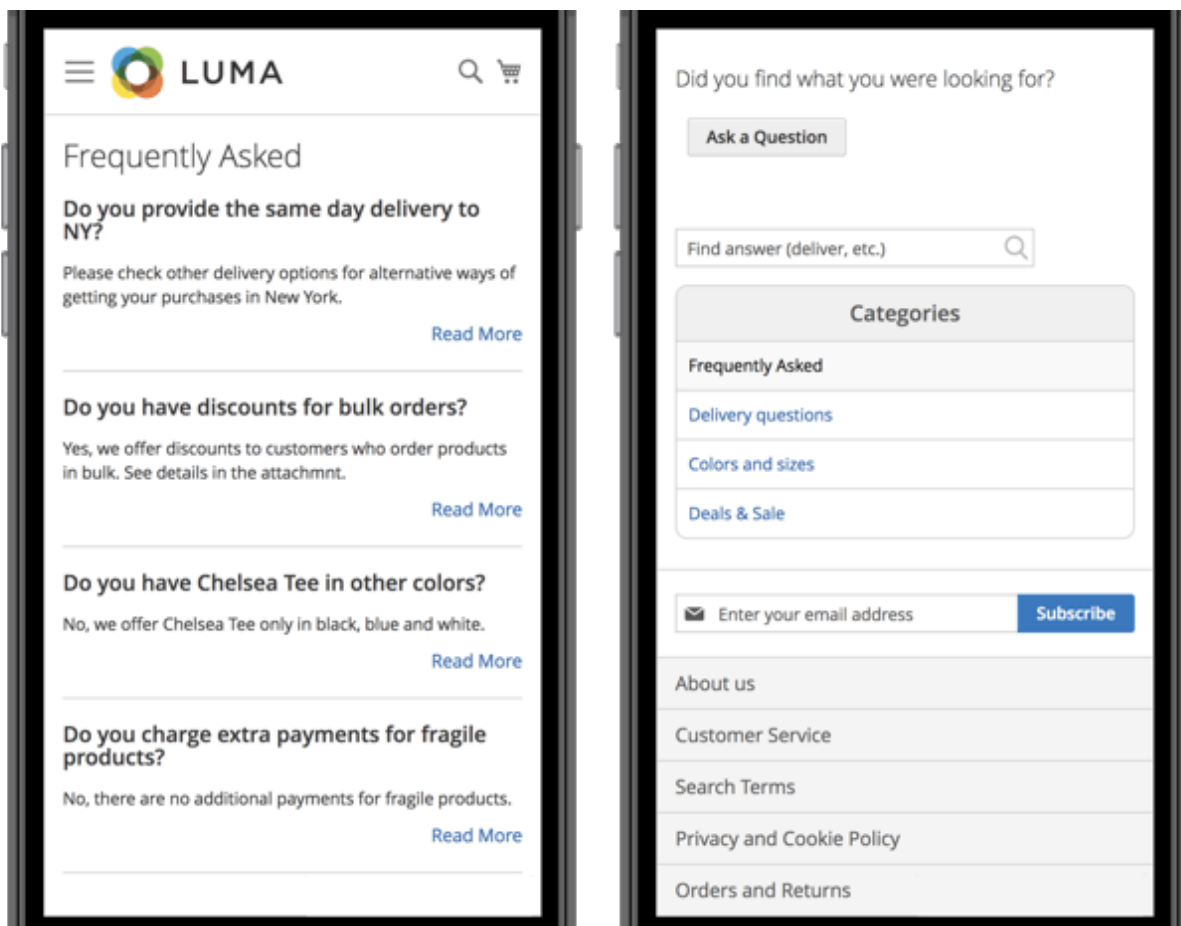 LUMA
Frequently Asked
Do you provide the same day delivery to
NY?
Please check other delivery options for alternative ways of
getting your purchases in New York.
Read More
Do you have discounts for bulk orders?
Yes, we offer discounts to customers who order products
in bulk. See details in the attachmnt.
Read More
Do you have Chelsea Tee in other colors?
No, we offer Chelsea Tee only in black, blue and white.
Read More
Do you charge extra payments for fragile
products?
No, there are no additional payments for fragile products.
Read More
Did you find what you were looking for?
Ask a Question
Find answer (deliver, etc.)
Categories
Frequently Asked
Delivery questions
Colors and sizes
Deals & Sale
Enter your email address
Subscribe
About us
Customer Service
Search Terms
Privacy and Cookie Policy
Orders and Returns